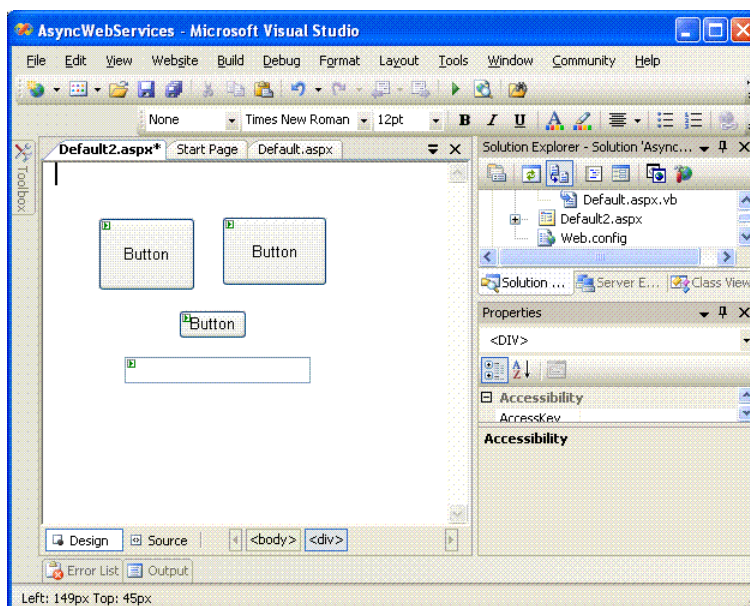 AsyncWebServices - Microsoft Visual Studio
File Edit View Website Build Debug Format Layout Tools Window Community Help
None Times New Roman 12pt B I U A
Toolbox
Default2.aspx* Start Page Default.aspx
Button Button
Button
Solution Explorer - Solution 'Async...
Default.aspx.vb
Default2.aspx
Web.config
Solution ... Server E... Class View
Properties
<DIV>
A
Z
Accessibility
AccessKey
Accessibility
Design Source <body> <div>
Error List Output
Left: 149px Top: 45px